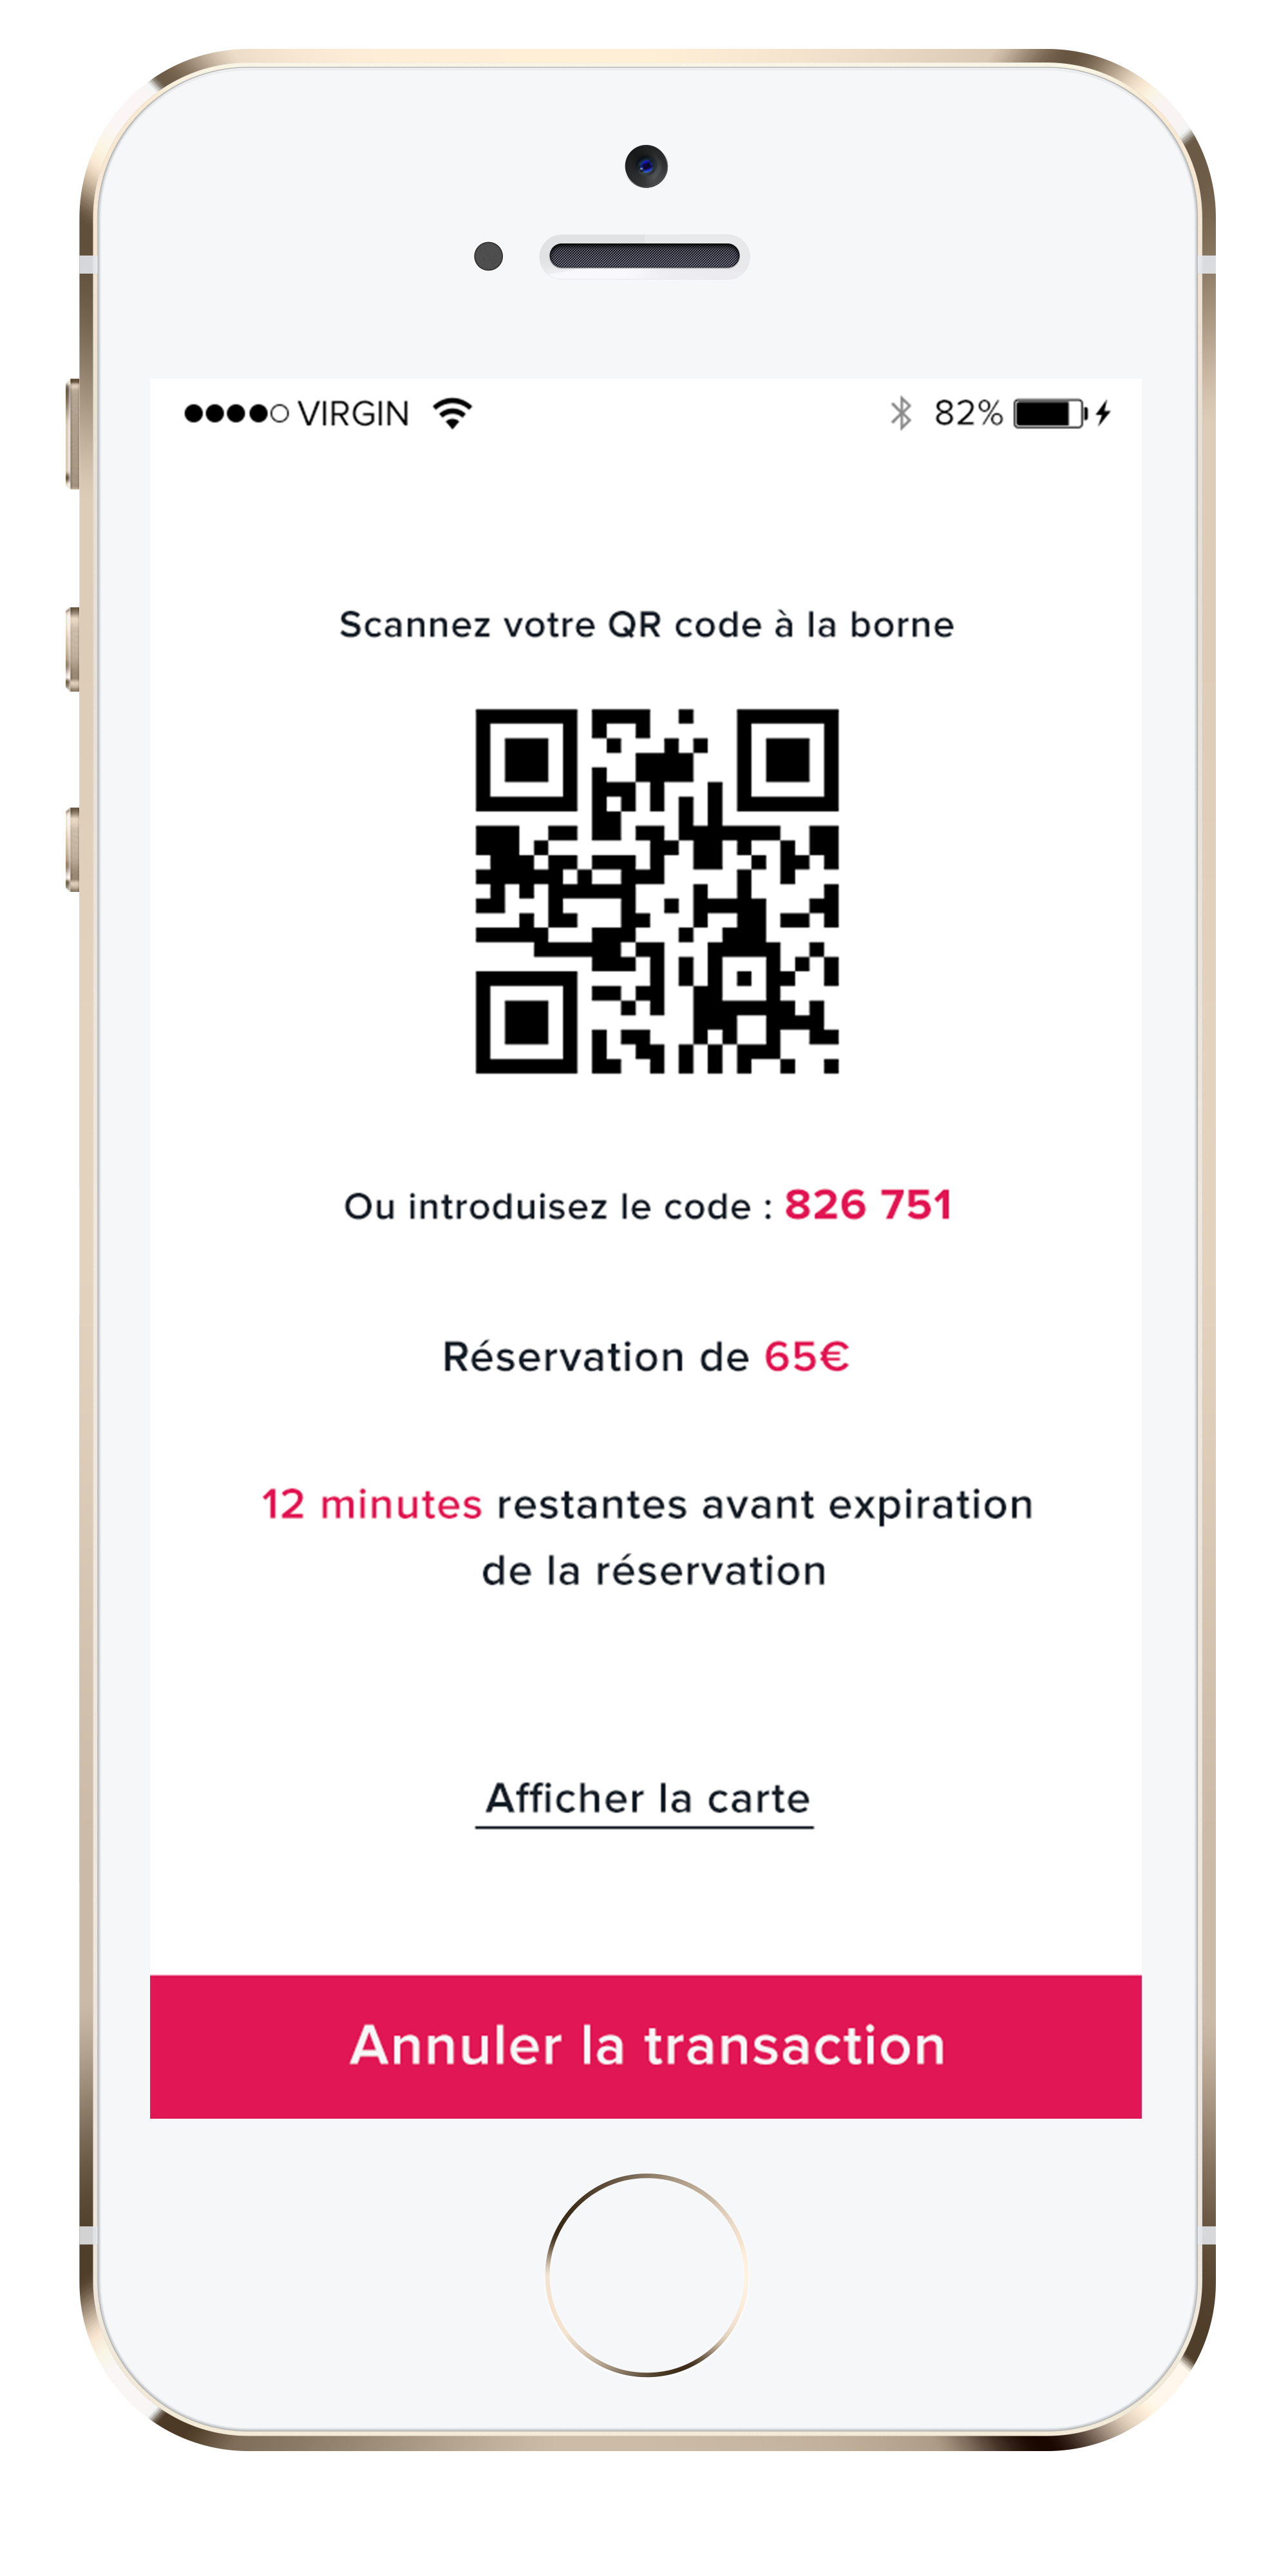 VIRGIN 82%
Scannez votre QR code à la borne
Ou introduisez le code : 826 751
Réservation de 65€
12 minutes restantes avant expiration
de la réservation
Afficher la carte
Annuler la transaction